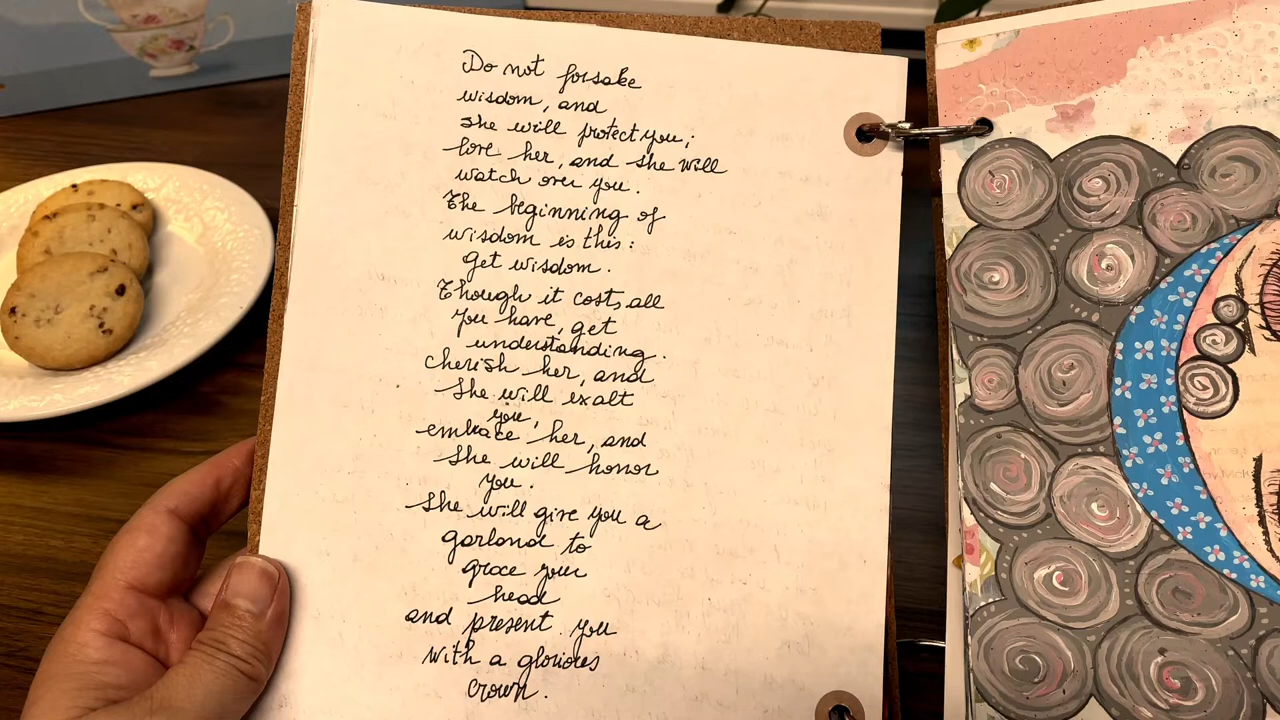 Do not forsake
wisdom, and
she will protect you;
love her, and she will
watch over you.
The beginning of
wisdom is this:
get wisdom.
Though it costs all
you have, get
understanding.
cherish her, and
she will exalt
you,
embrace her, and
she will honor
you.
She will give you a
garland to
grace your
head
and present you
with a glorious
crown.